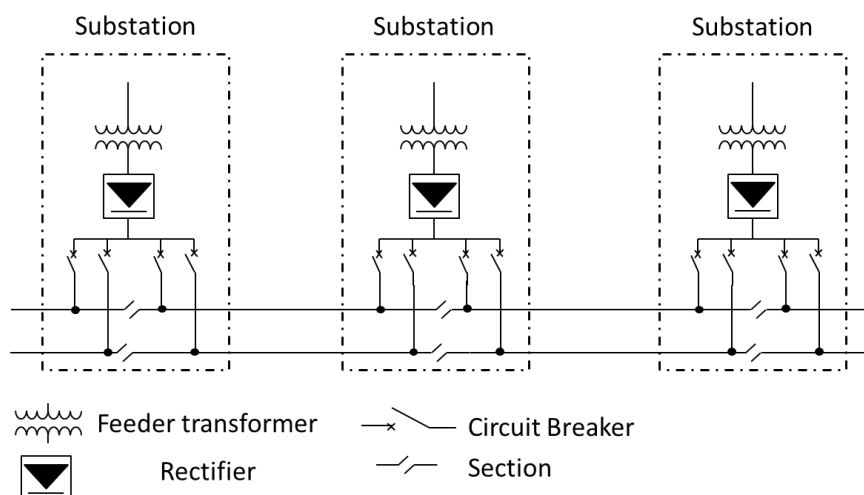 Substation
Substation
Substation
Feeder transformer
Circuit Breaker
Rectifier
Section